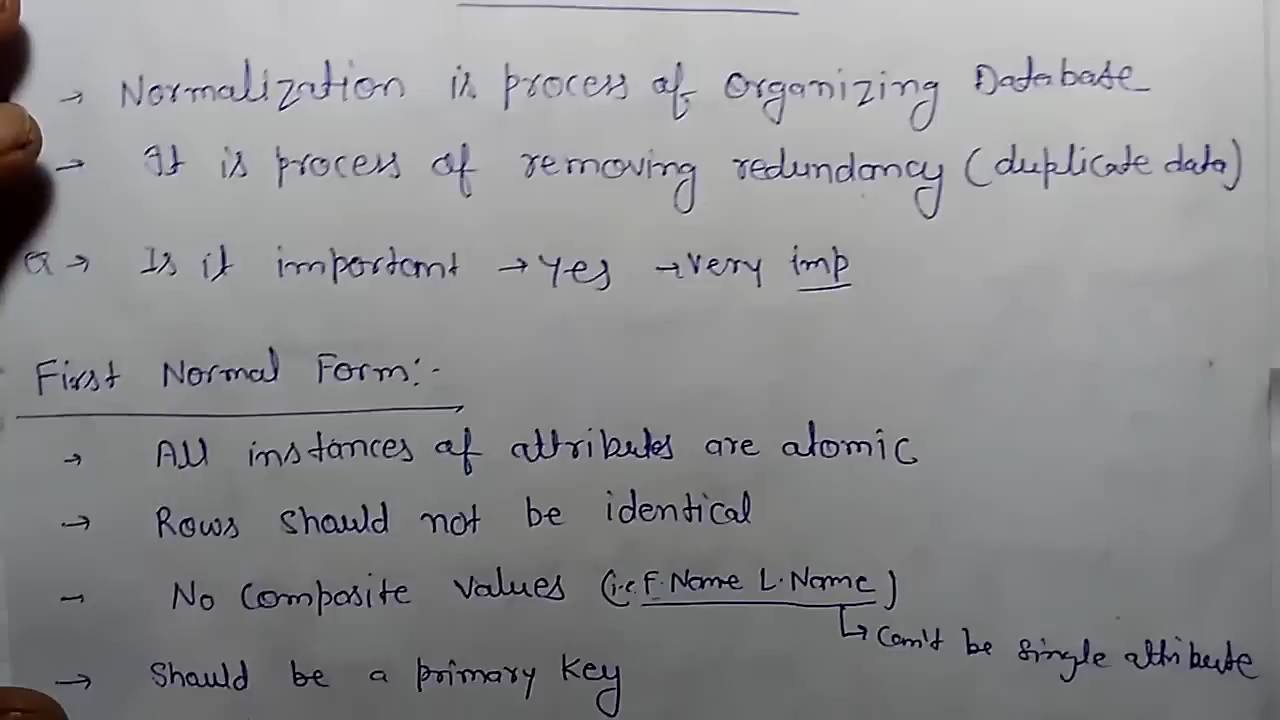 → Normalization is process of Organizing Database
→ It is process of removing redundancy (duplicate data)
Q → Is it important → yes → very imp
First Normal Form:-
→ All instances of attributes are atomic
→ Rows should not be identical
- No Composite values (i.e F.Name L.Name)
↳ Can't be single attribute
→ Should be a primary key